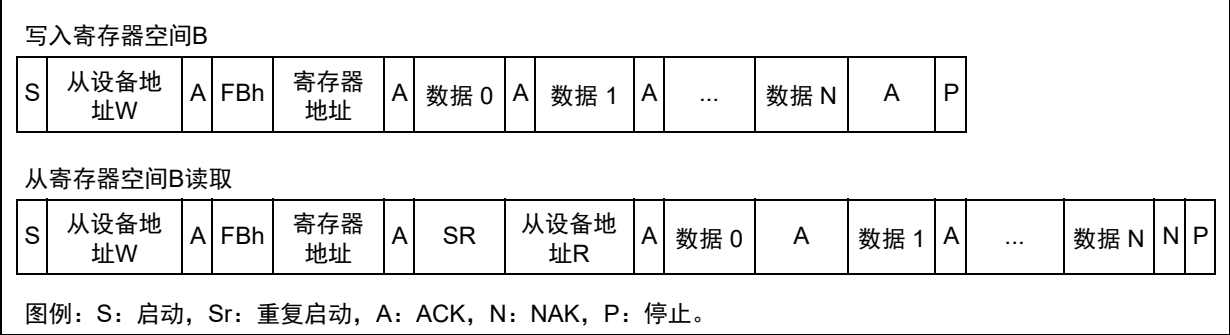 写入寄存器空间B
S 从设备地址W A FBh 寄存器地址 A 数据 0 A 数据 1 A ... 数据 N A P
从寄存器空间B读取
S 从设备地址W A FBh 寄存器地址 A SR 从设备地址R A 数据 0 A 数据 1 A ... 数据 N N P
图例：S：启动，Sr：重复启动，A：ACK，N：NAK，P：停止。